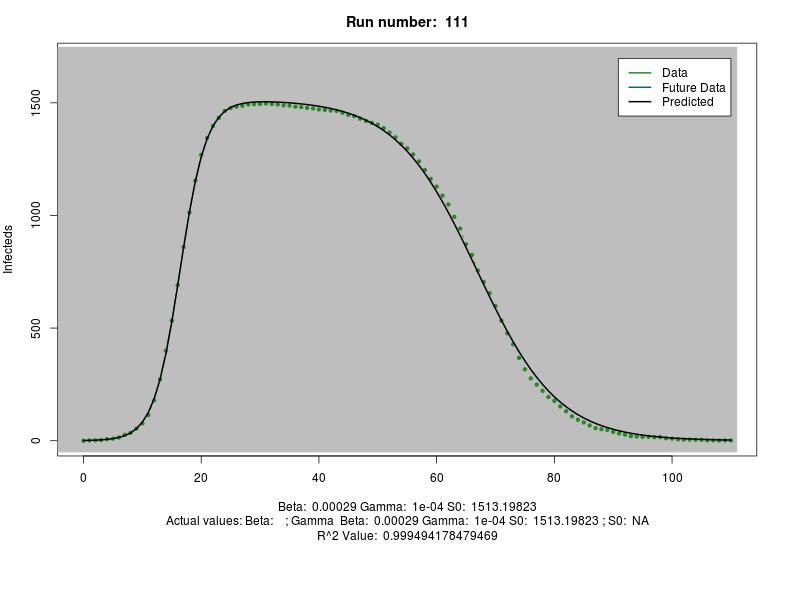 Run number: 111
Data
Future Data
Predicted
Infecteds
1500
1000
500
0
0 20 40 60 80 100
Beta: 0.00029 Gamma: 1e-04 S0: 1513.19823
Actual values: Beta: ; Gamma Beta: 0.00029 Gamma: 1e-04 S0: 1513.19823 ; S0: NA
R^2 Value: 0.999494178479469